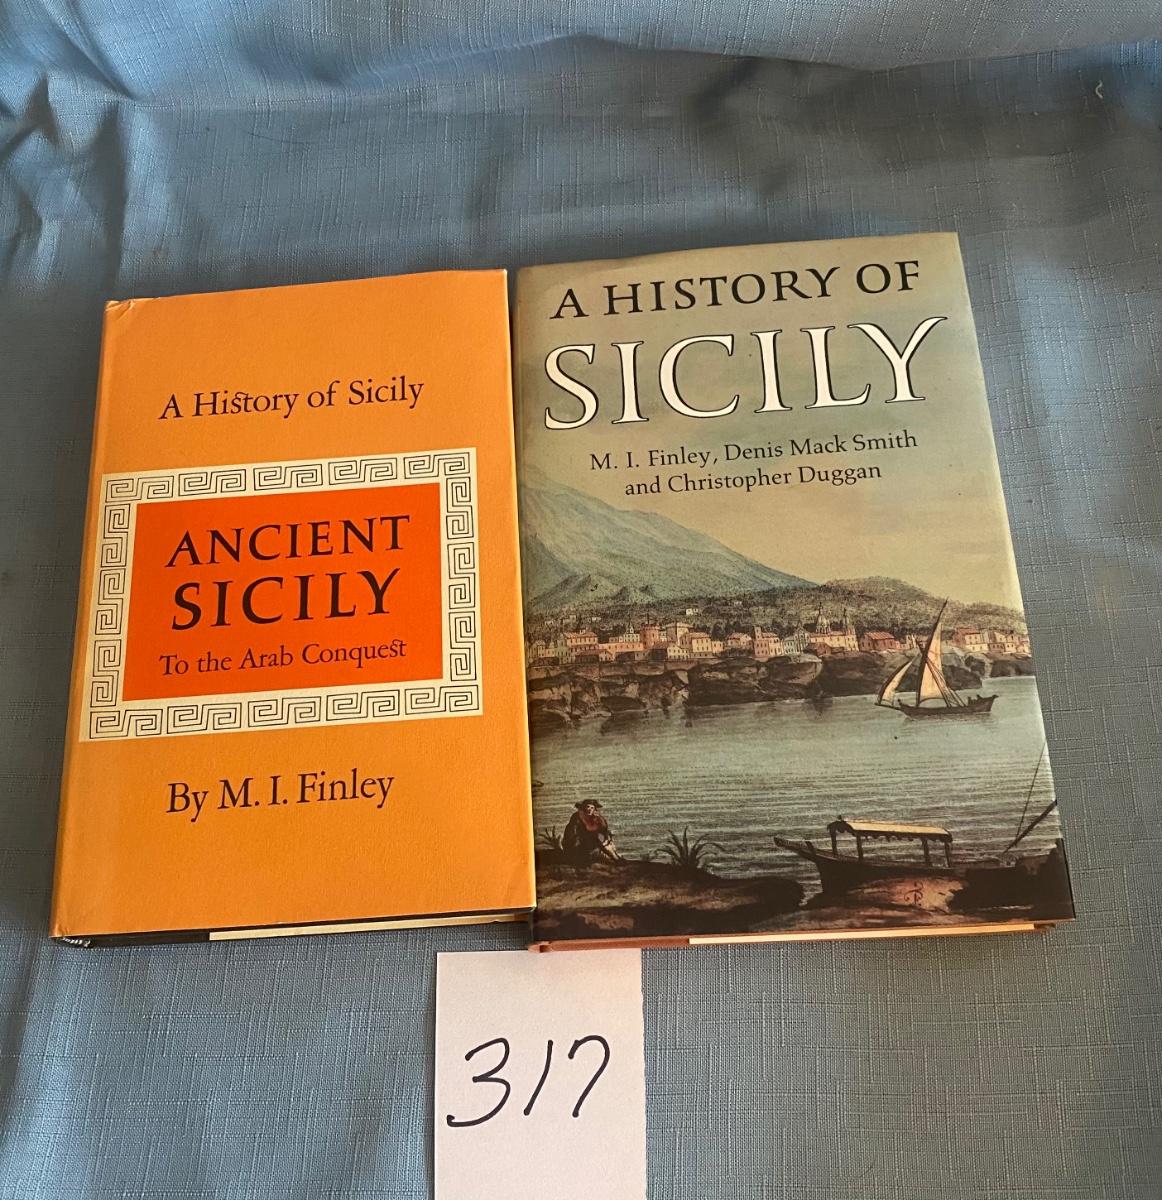 A History of Sicily
ANCIENT
SICILY
To the Arab Conquest
By M. I. Finley
A HISTORY OF
SICILY
M. I. Finley, Denis Mack Smith
and Christopher Duggan
317